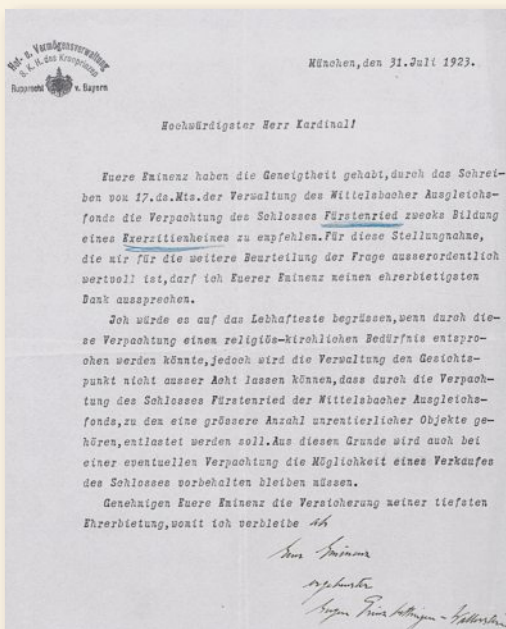 Hof- u. Vermögensverwaltung
S. K. H. des Kronprinzen
Rupprecht v. Bayern
München, den 31. Juli 1923.
Hochwürdigster Herr Kardinal!
Euere Eminenz haben die Geneigtheit gehabt, durch das Schrei-
ben vom 17.ds.Mts. der Verwaltung des Wittelsbacher Ausgleichs-
fonds die Verpachtung des Schlosses Fürstenried zwecks Bildung
eines Exerzitienheimes zu empfehlen. Für diese Stellungnahme,
die mir für die weitere Beurteilung der Frage ausserordentlich
wertvoll ist, darf ich Euerer Eminenz meinen ehrerbietigsten
Dank aussprechen.
Ich würde es auf das Lebhafteste begrüssen, wenn durch die-
se Verpachtung einem religiös-kirchlichen Bedürfnis entspro-
chen werden könnte, jedoch wird die Verwaltung den Gesichts-
punkt nicht ausser Acht lassen können, dass durch die Verpach-
tung des Schlosses Fürstenried der Wittelsbacher Ausgleichs-
fonds, zu dem eine grössere Anzahl unrentierlicher Objekte ge-
hören, entlastet werden soll. Aus diesem Grunde wird auch bei
einer eventuellen Verpachtung die Möglichkeit eines Verkaufes
des Schlosses vorbehalten bleiben müssen.
Genehmigen Euere Eminenz die Versicherung meiner tiefsten
Ehrerbietung, womit ich verbleibe als
Eurer Eminenz
ergebenster
Eugen Prinz Oettingen-Wallerstein